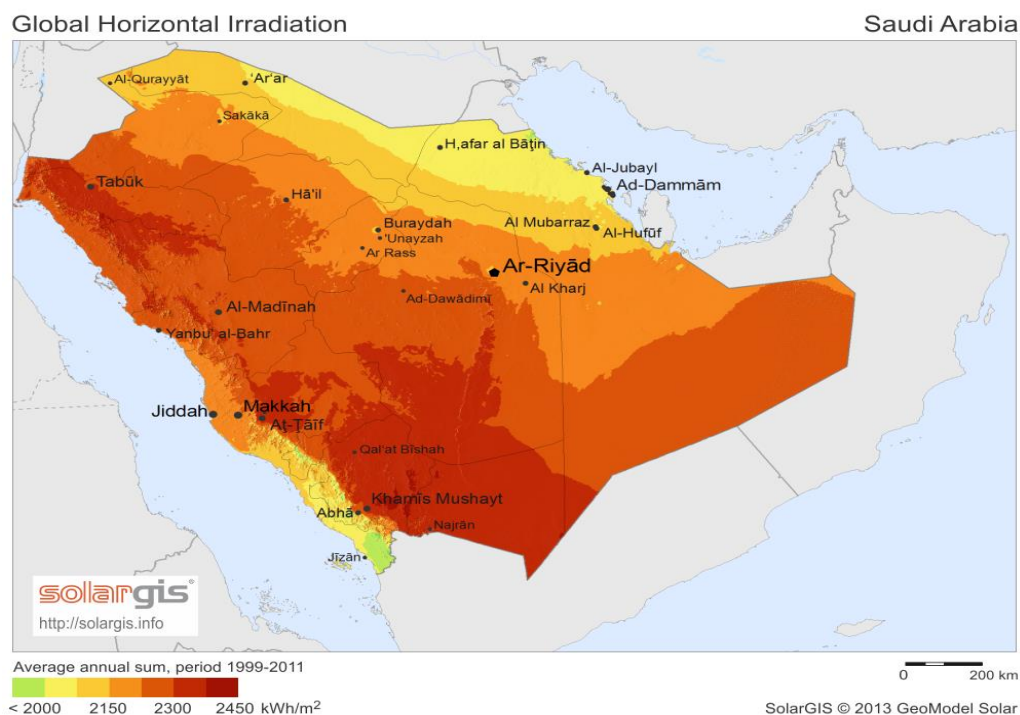 Global Horizontal Irradiation
Saudi Arabia
Al-Qurayyāt
'Ar'ar
Sakākā
H,afar al Bāţin
Al-Jubayl
Ad-Dammām
Tabūk
Hā'il
Buraydah
'Unayzah
Ar Rass
Al Mubarraz
Al-Hufūf
Ar-Riyād
Al Kharj
Ad-Dawādimī
Al-Madīnah
Yanbu' al-Bahr
Jiddah
Makkah
Aţ-Ţāīf
Qal'at Bīshah
Khamīs Mushayt
Abhā
Najrān
Jīzān
solargis®
http://solargis.info
Average annual sum, period 1999-2011
< 2000 2150 2300 2450 kWh/m²
0 200 km
SolarGIS © 2013 GeoModel Solar